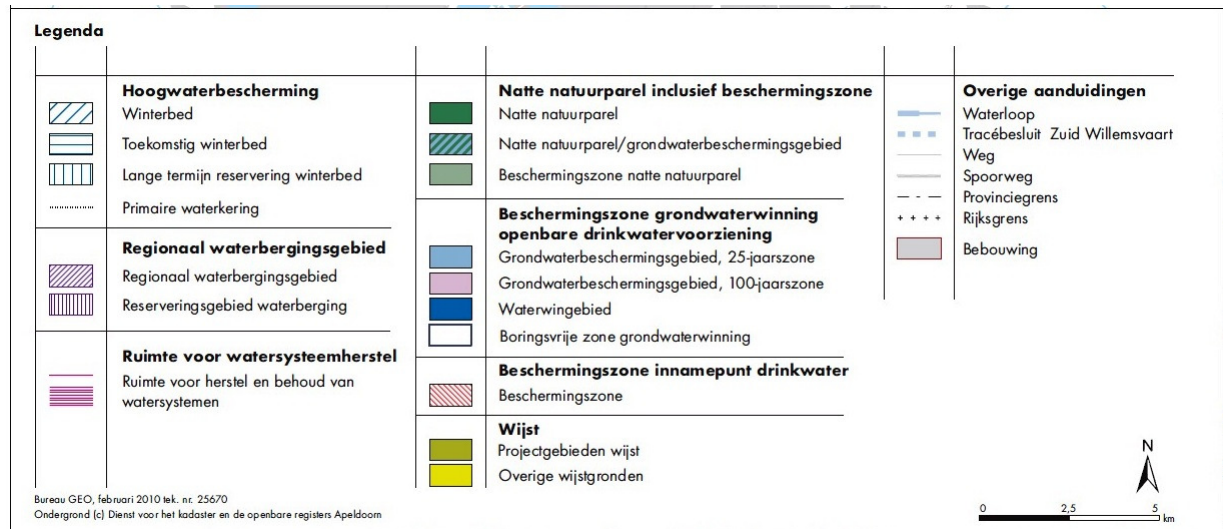 Legenda
Hoogwaterbescherming
Winterbed
Toekomstig winterbed
Lange termijn reservering winterbed
Primaire waterkering
Regionaal waterbergingsgebied
Regionaal waterbergingsgebied
Reserveringsgebied waterberging
Ruimte voor watersysteemherstel
Ruimte voor herstel en behoud van
watersystemen
Natte natuurparel inclusief beschermingszone
Natte natuurparel
Natte natuurparel/grondwaterbeschermingsgebied
Beschermingszone natte natuurparel
Beschermingszone grondwaterwinning
openbare drinkwatervoorziening
Grondwaterbeschermingsgebied, 25-jaarszone
Grondwaterbeschermingsgebied, 100-jaarszone
Waterwingebied
Boringsvrije zone grondwaterwinning
Beschermingszone innamepunt drinkwater
Beschermingszone
Wijst
Projectgebieden wijst
Overige wijstgronden
Overige aanduidingen
Waterloop
Tracébesluit Zuid Willemsvaart
Weg
Spoorweg
Provinciegrens
Rijksgrens
Bebouwing
N
0 2,5 5
km
Bureau GEO, februari 2010 tek. nr. 25670
Ondergrond (c) Dienst voor het kadaster en de openbare registers Apeldoorn